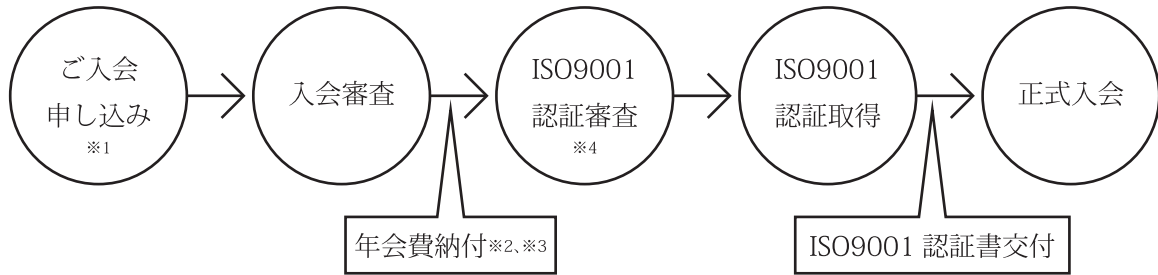 ご入会
申し込み
※1
入会審査
ISO9001
認証審査
※4
ISO9001
認証取得
正式入会
年会費納付※2、※3
ISO9001 認証書交付